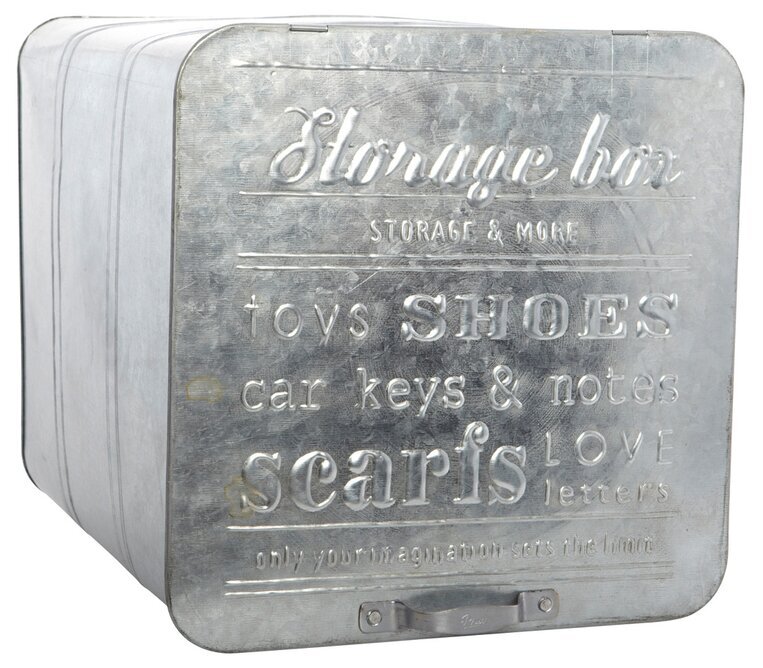 Storage box
STORAGE & MORE
toys SHOES
car keys & notes
scarfs LOVE
letters
only your imagination sets the limit